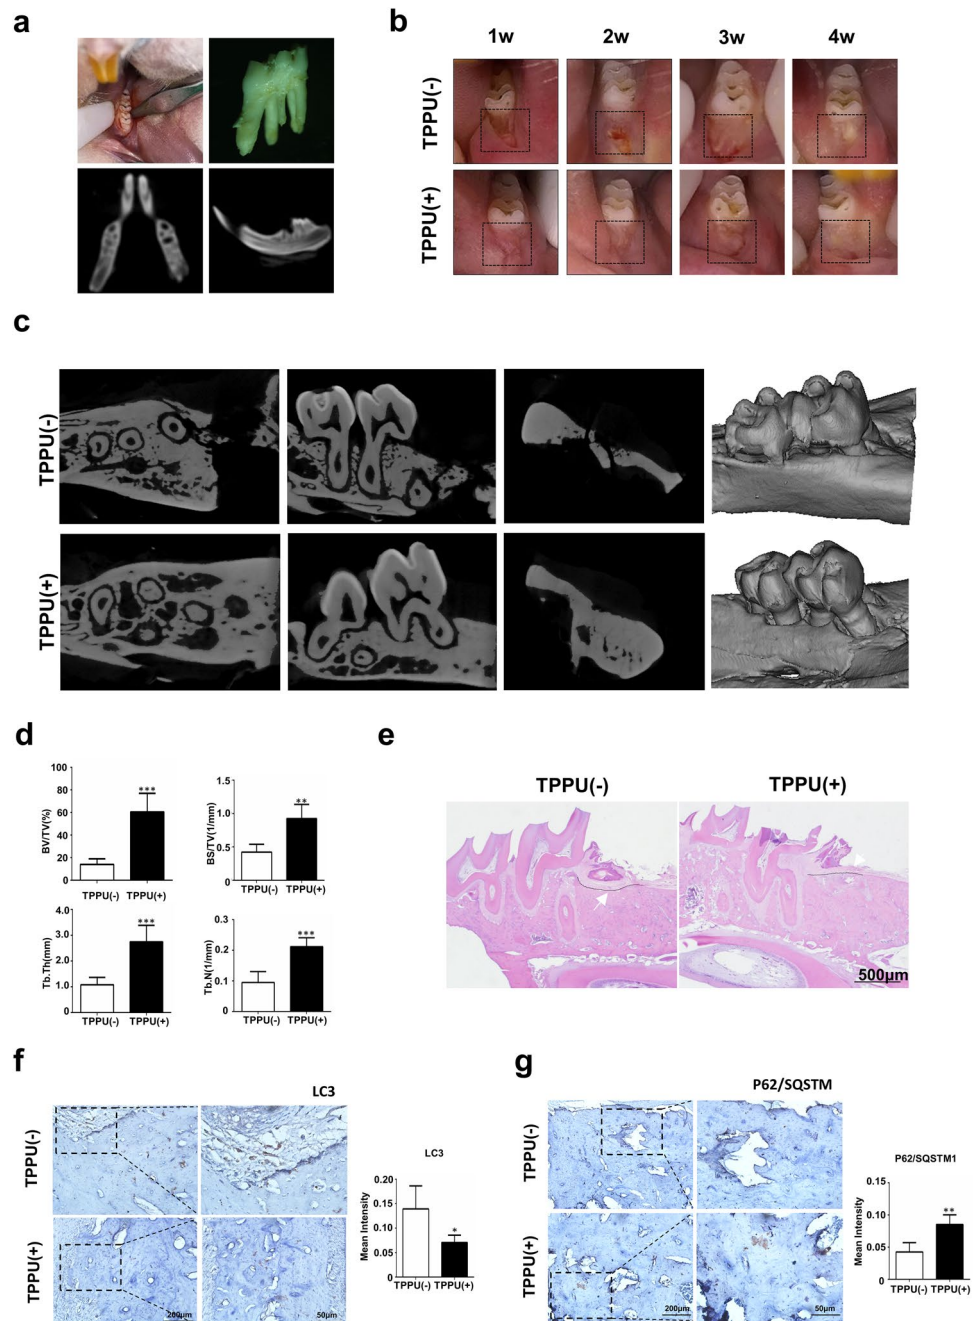 a
b
1w
2w
3w
4w
TPPU(-)
TPPU(+)
c
TPPU(-)
TPPU(+)
d
100
80
60
40
20
0
BV/TV(%)
***
TPPU(-)
TPPU(+)
1.5
1.0
0.5
0
BS/TV(1/mm)
**
TPPU(-)
TPPU(+)
4.0
3.0
2.0
1.0
0
Tb.Th(mm)
***
TPPU(-)
TPPU(+)
0.3
0.2
0.1
0
Tb.N(1/mm)
***
TPPU(-)
TPPU(+)
e
TPPU(-)
TPPU(+)
500μm
f
LC3
TPPU(-)
TPPU(+)
200μm
50μm
LC3
0.20
0.15
0.10
0.05
0.00
Mean Intensity
*
TPPU(-)
TPPU(+)
g
P62/SQSTM
TPPU(-)
TPPU(+)
200μm
50μm
P62/SQSTM1
0.15
0.10
0.05
0.00
Mean Intensity
**
TPPU(-)
TPPU(+)